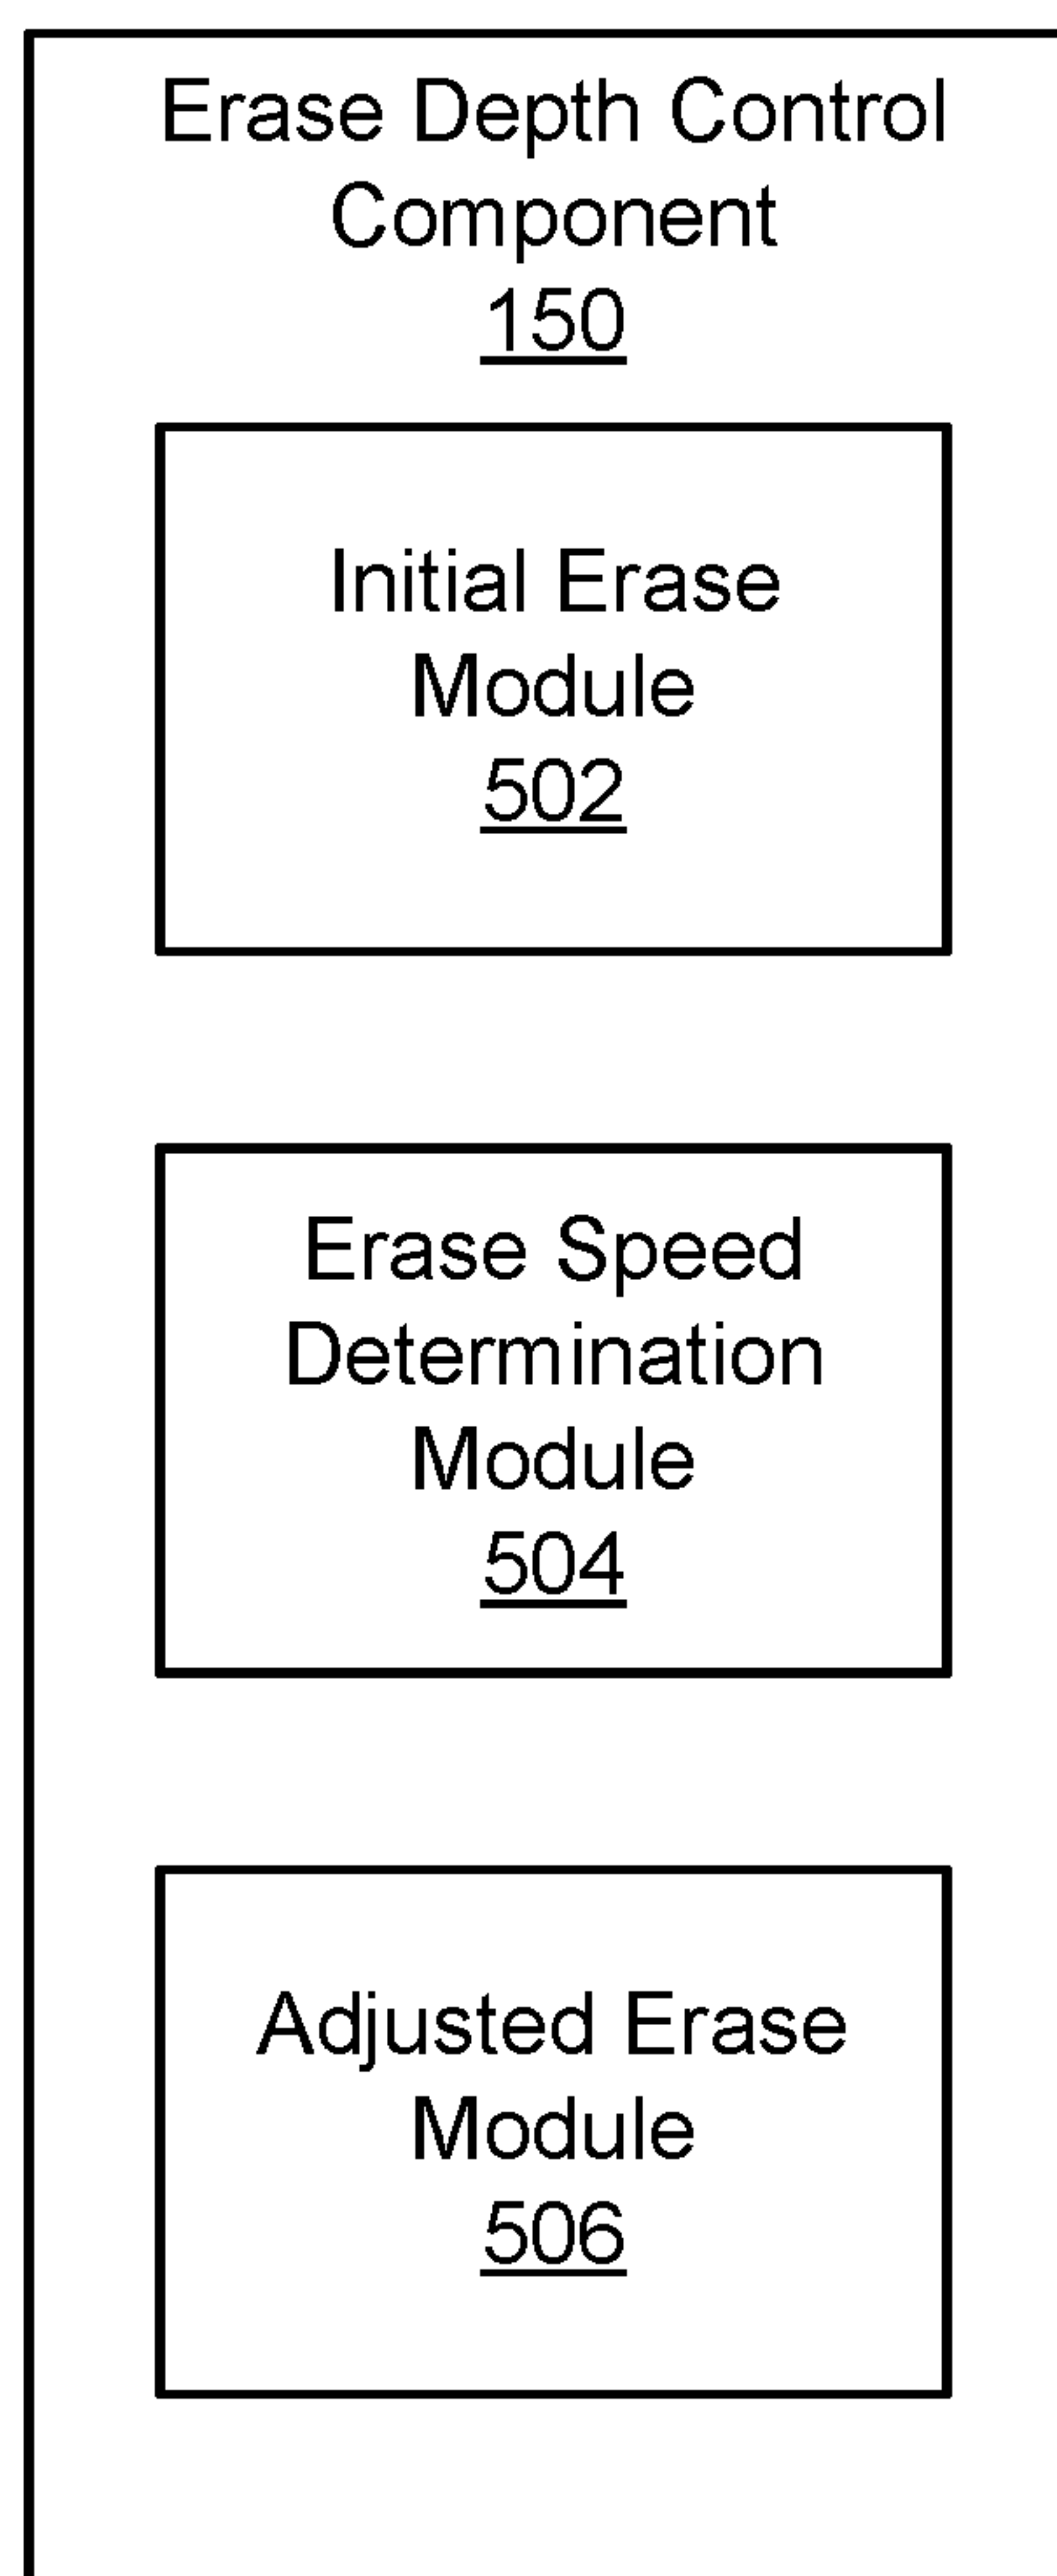 Erase Depth Control
Component
150
Initial Erase
Module
502
Erase Speed
Determination
Module
504
Adjusted Erase
Module
506